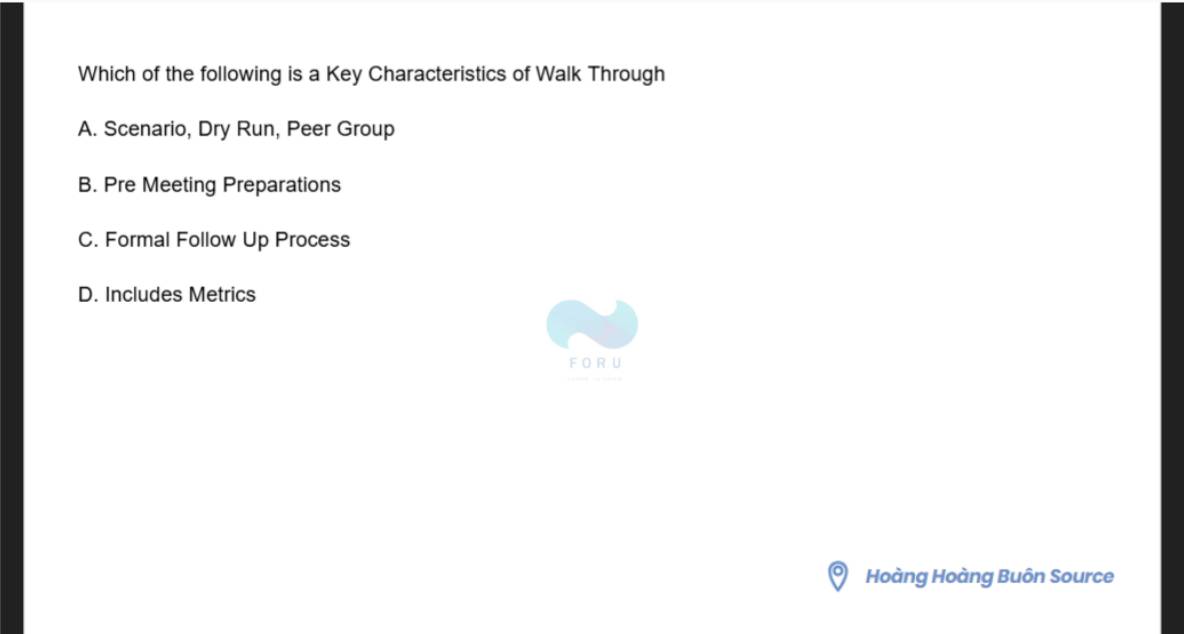 Which of the following is a Key Characteristics of Walk Through
A. Scenario, Dry Run, Peer Group
B. Pre Meeting Preparations
C. Formal Follow Up Process
D. Includes Metrics
FORU
Hoàng Hoàng Buôn Source